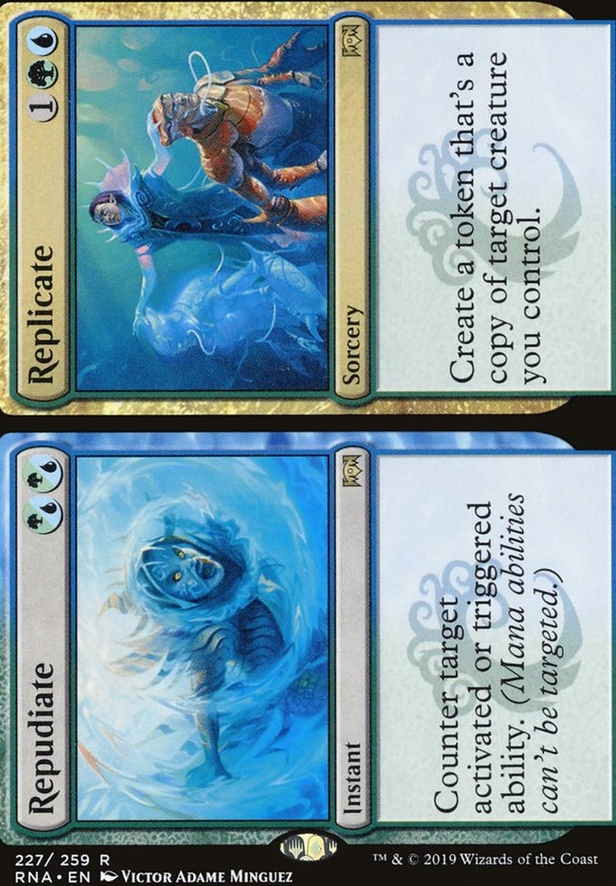 Repudiate
Instant
Counter target
activated or triggered
ability. (Mana abilities
can't be targeted.)
Replicate
1
Sorcery
Create a token that's a
copy of target creature
you control.
227/ 259 R
RNA • EN Victor Adame Minguez
™ & © 2019 Wizards of the Coast